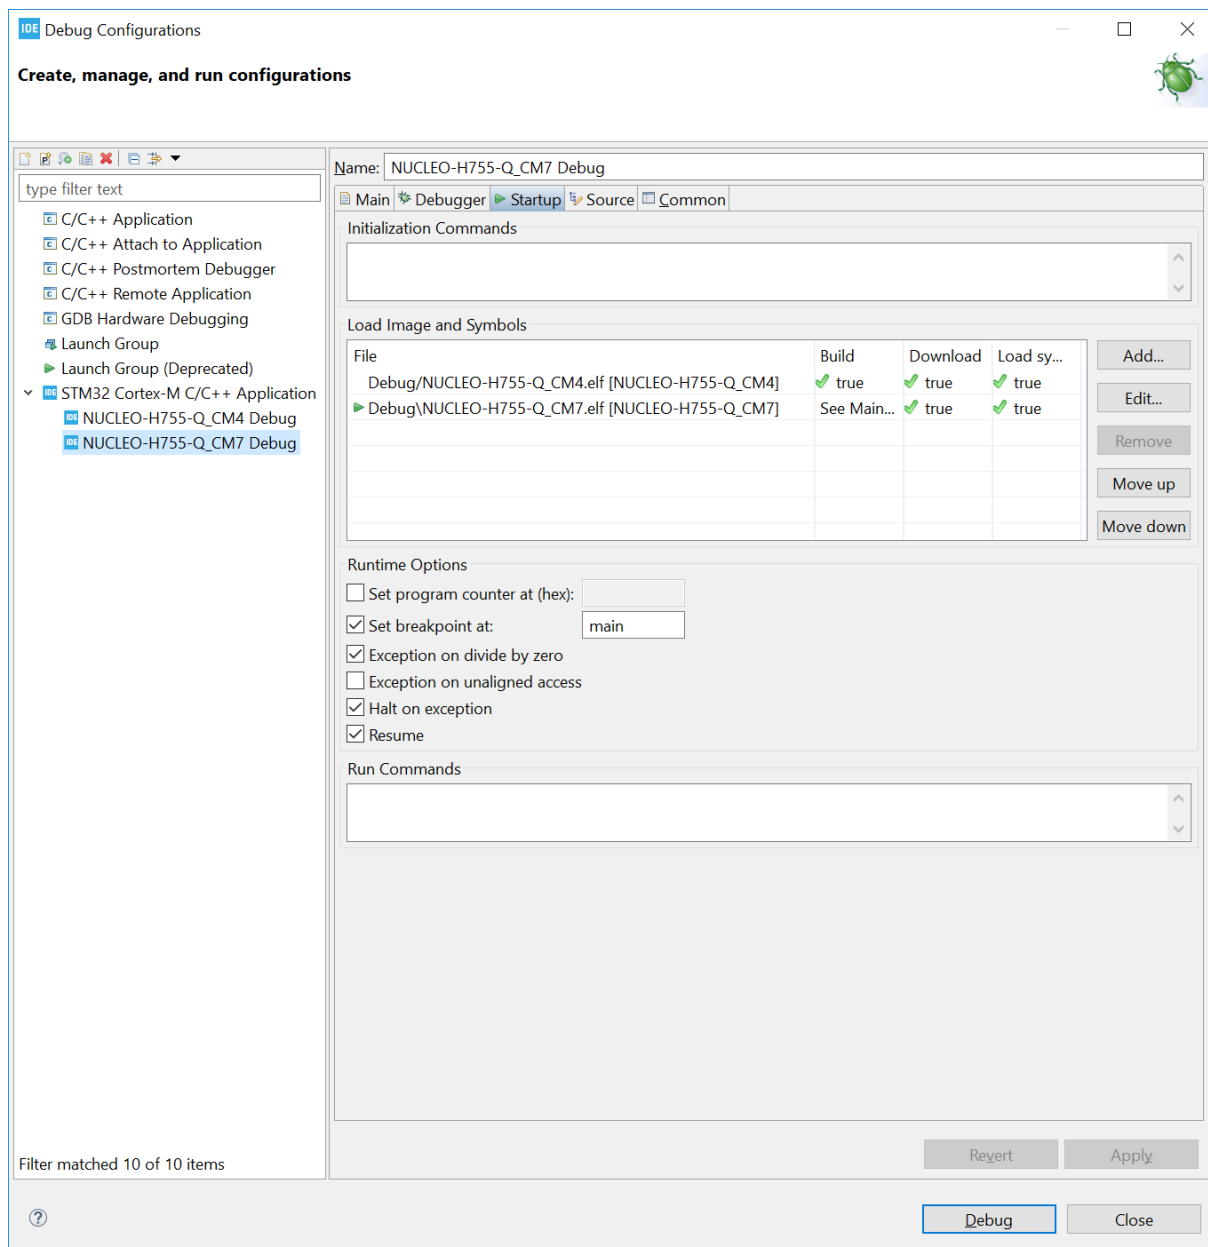 IDE Debug Configurations
Create, manage, and run configurations
type filter text
C/C++ Application
C/C++ Attach to Application
C/C++ Postmortem Debugger
C/C++ Remote Application
GDB Hardware Debugging
Launch Group
Launch Group (Deprecated)
IDE STM32 Cortex-M C/C++ Application
IDE NUCLEO-H755-Q_CM4 Debug
IDE NUCLEO-H755-Q_CM7 Debug
Filter matched 10 of 10 items
Name: NUCLEO-H755-Q_CM7 Debug
Main Debugger Startup Source Common
Initialization Commands
Load Image and Symbols
File Build Download Load sy...
Debug/NUCLEO-H755-Q_CM4.elf [NUCLEO-H755-Q_CM4] true true true
Debug\NUCLEO-H755-Q_CM7.elf [NUCLEO-H755-Q_CM7] See Main... true true
Add...
Edit...
Remove
Move up
Move down
Runtime Options
Set program counter at (hex):
Set breakpoint at: main
Exception on divide by zero
Exception on unaligned access
Halt on exception
Resume
Run Commands
Revert Apply
? Debug Close